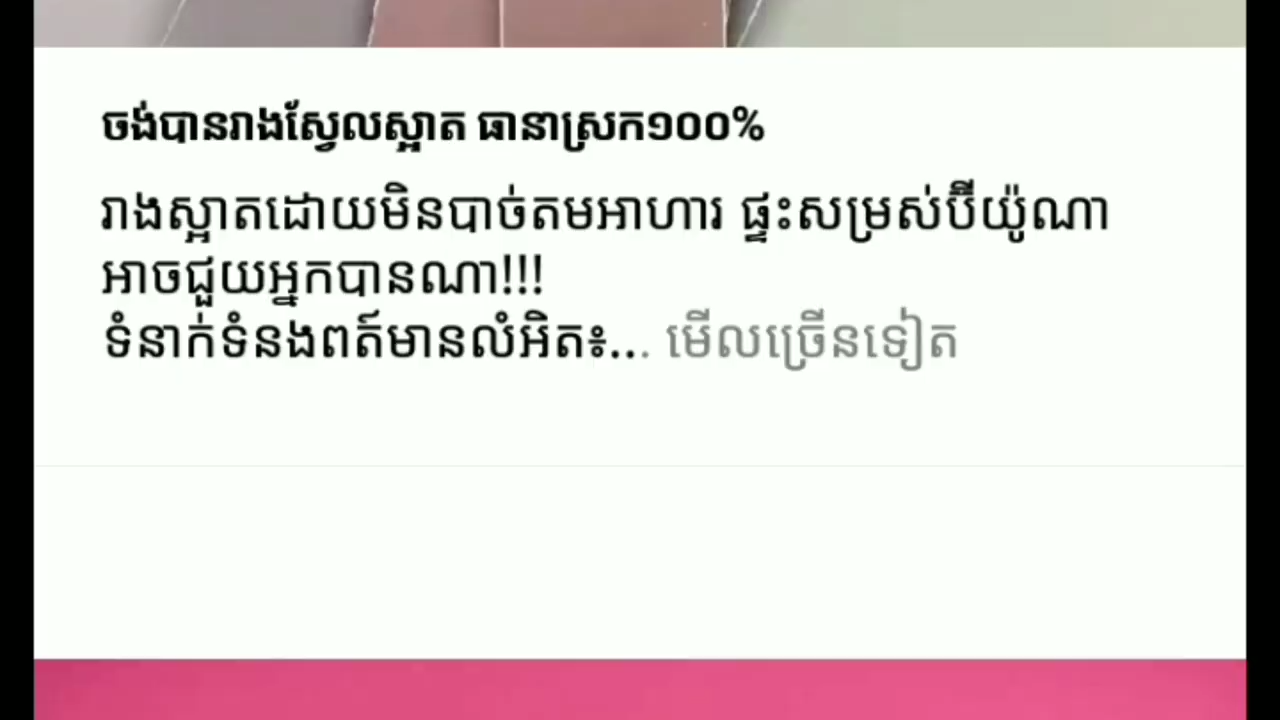 ចង់បានរាងស្វែលស្អាត ធានាស្រក១០០%
រាងស្អាតដោយមិនបាច់តមអាហារ ផ្ទះសម្រស់ប៊ីយ៉ូណា
អាចជួយអ្នកបានណា!!!
ទំនាក់ទំនងពត៍មានលំអិត៖... មើលច្រើនទៀត